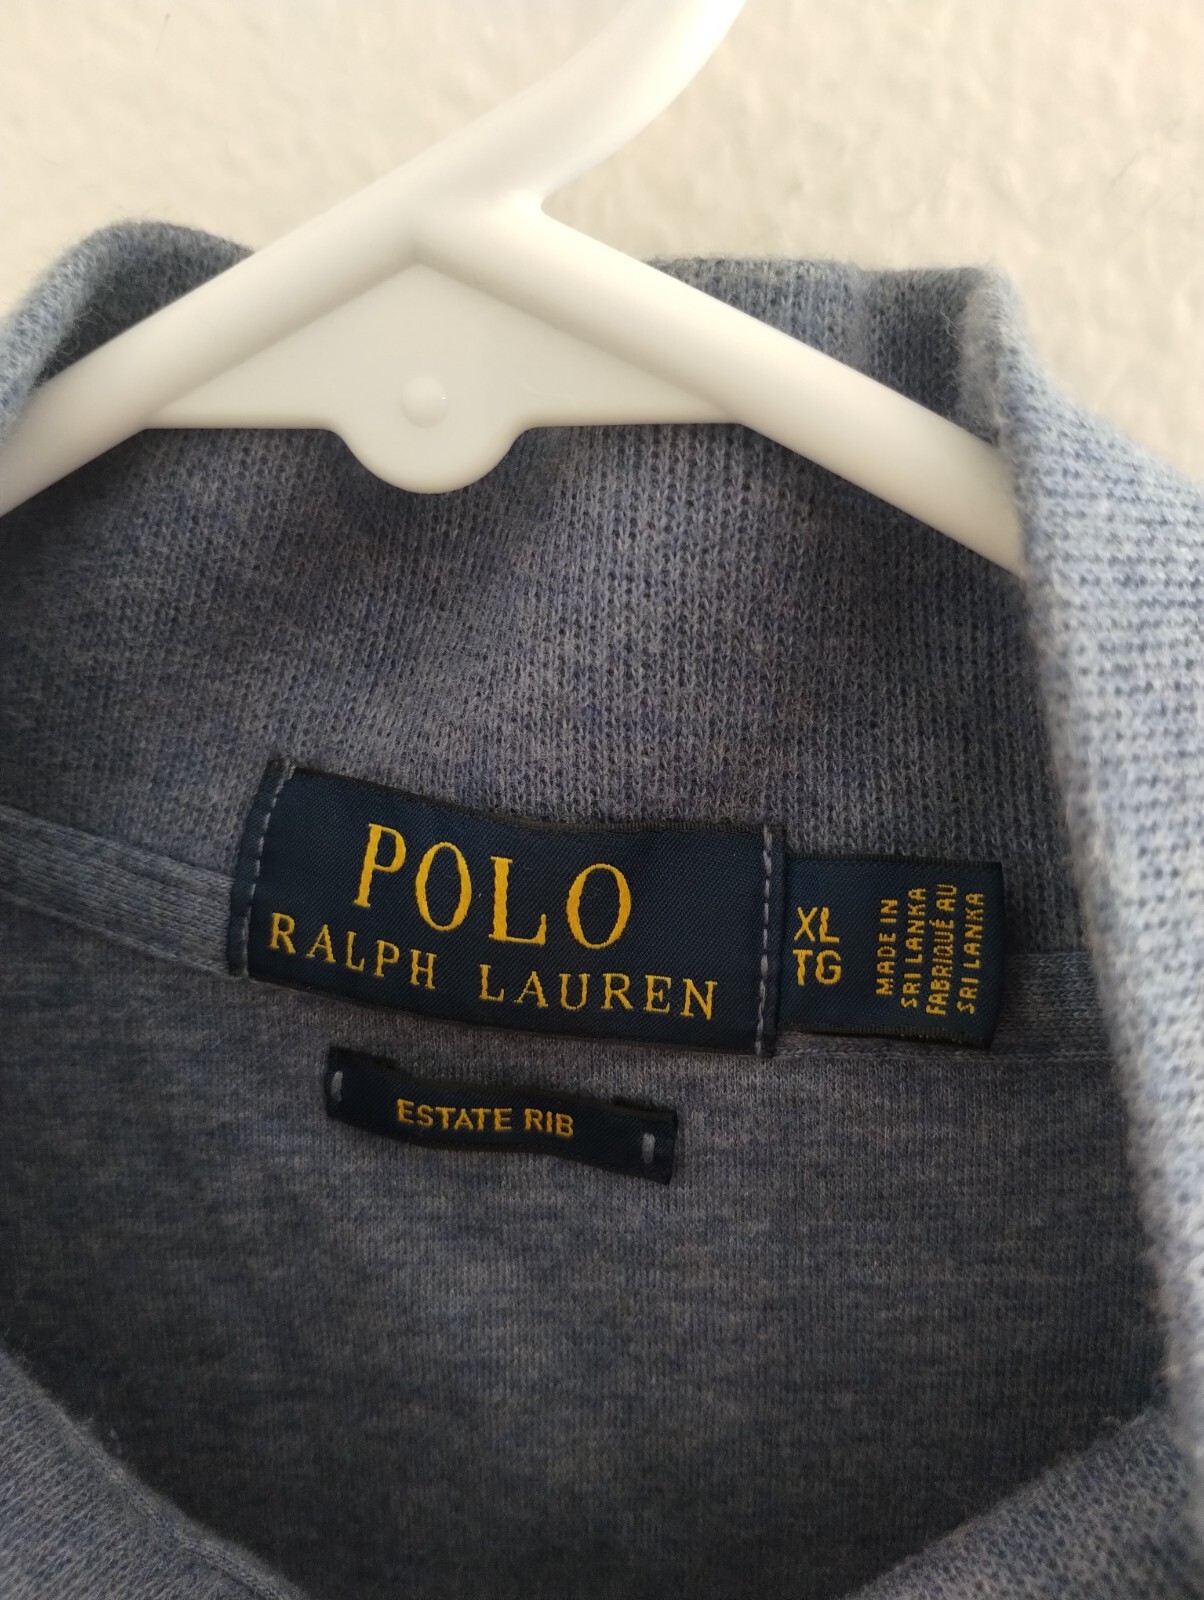 POLO
RALPH LAUREN
XL
TG
MADE IN
SRI LANKA
FABRIQUÉ AU
SRI LANKA
ESTATE RIB